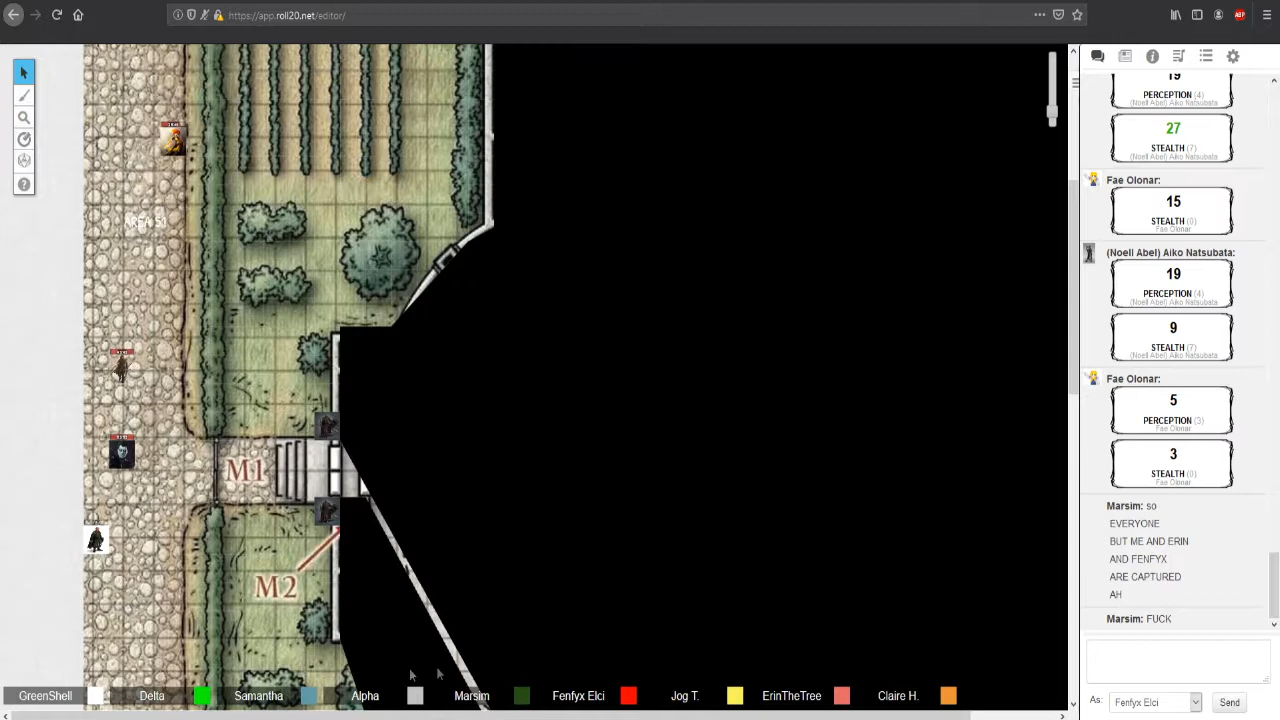 https://app.roll20.net/editor/
ABP
AREA 51
M1
M2
19
PERCEPTION (4)
(Noell Abel) Aiko Natsubata
27
STEALTH (7)
(Noell Abel) Aiko Natsubata
Fae Olonar:
15
STEALTH (0)
Fae Olonar
(Noell Abel) Aiko Natsubata:
19
PERCEPTION (4)
(Noell Abel) Aiko Natsubata
9
STEALTH (7)
(Noell Abel) Aiko Natsubata
Fae Olonar:
5
PERCEPTION (3)
Fae Olonar
3
STEALTH (0)
Fae Olonar
Marsim: so
EVERYONE
BUT ME AND ERIN
AND FENFYX
ARE CAPTURED
AH
Marsim: FUCK
As: Fenfyx Elci Send
GreenShell Delta Samantha Alpha Marsim Fenfyx Elci Jog T. ErinTheTree Claire H.